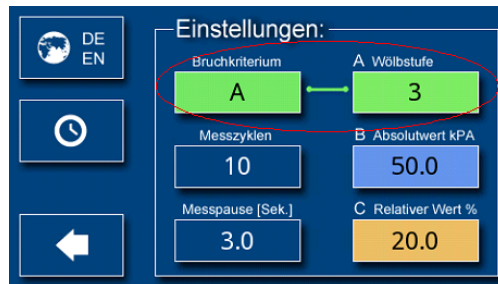 DE
EN
Einstellungen:
Bruchkriterium
A Wölbstufe
A
3
Messzyklen
B Absolutwert kPA
10
50.0
Messpause [Sek.]
C Relativer Wert %
3.0
20.0